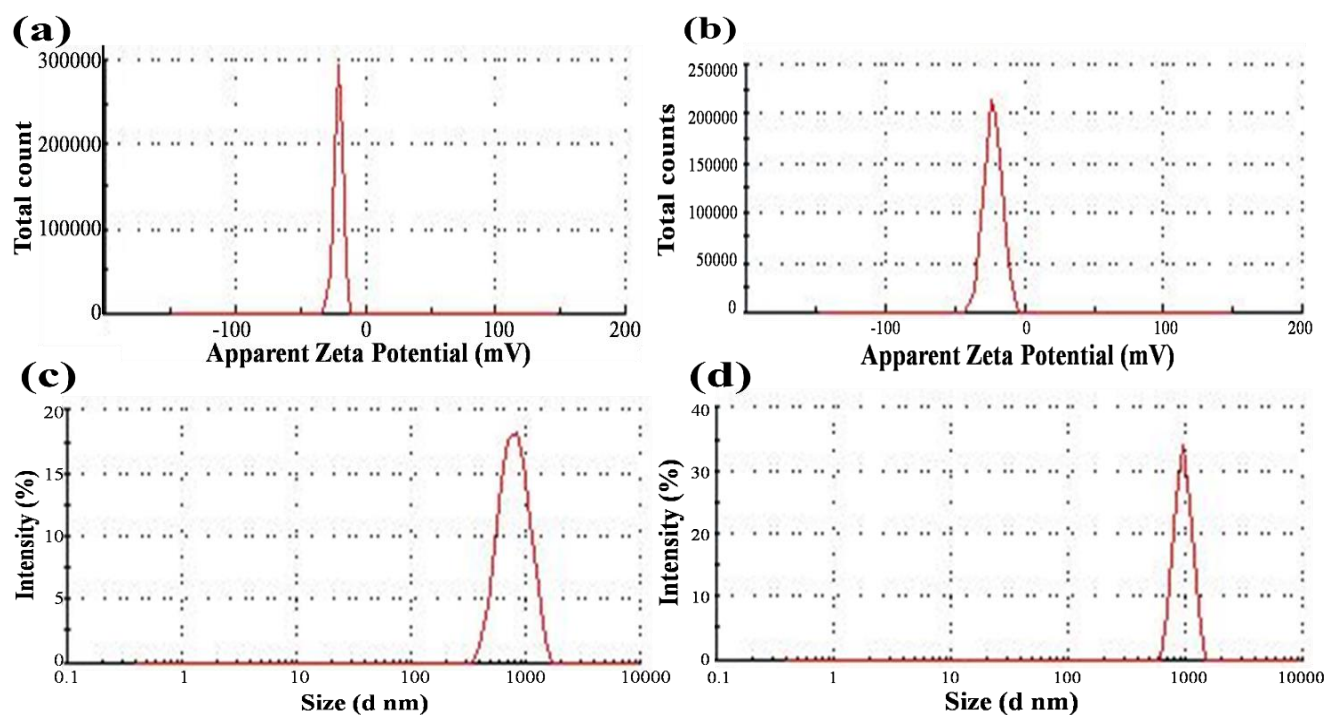 (a)
300000
200000
100000
0
Total count
-100 0 100 200
Apparent Zeta Potential (mV)
(b)
250000
200000
150000
100000
50000
0
Total counts
-100 0 100 200
Apparent Zeta Potential (mV)
(c)
20
15
10
5
0
Intensity (%)
0.1 1 10 100 1000 10000
Size (d nm)
(d)
40
30
20
10
0
Intensity (%)
0.1 1 10 100 1000 10000
Size (d nm)